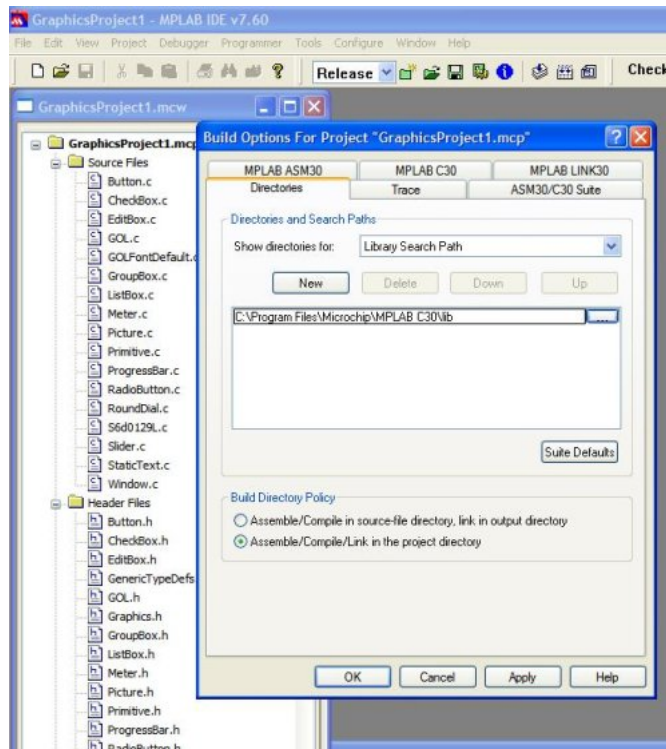 GraphicsProject1 - MPLAB IDE v7.60
File Edit View Project Debugger Programmer Tools Configure Window Help
Release
Check
GraphicsProject1.mcw
GraphicsProject1.mcp
Source Files
Button.c
CheckBox.c
EditBox.c
GOL.c
GOLFontDefault.c
GroupBox.c
ListBox.c
Meter.c
Picture.c
Primitive.c
ProgressBar.c
RadioButton.c
RoundDial.c
S6d0129L.c
Slider.c
StaticText.c
Window.c
Header Files
Button.h
CheckBox.h
EditBox.h
GenericTypeDefs
GOL.h
Graphics.h
GroupBox.h
ListBox.h
Meter.h
Picture.h
Primitive.h
ProgressBar.h
RadioButton.h
Build Options For Project "GraphicsProject1.mcp"
MPLAB ASM30 MPLAB C30 MPLAB LINK30
Directories Trace ASM30/C30 Suite
Directories and Search Paths
Show directories for: Library Search Path
New Delete Down Up
C:\Program Files\Microchip\MPLAB C30\lib ...
Suite Defaults
Build Directory Policy
Assemble/Compile in source-file directory, link in output directory
Assemble/Compile/Link in the project directory
OK Cancel Apply Help